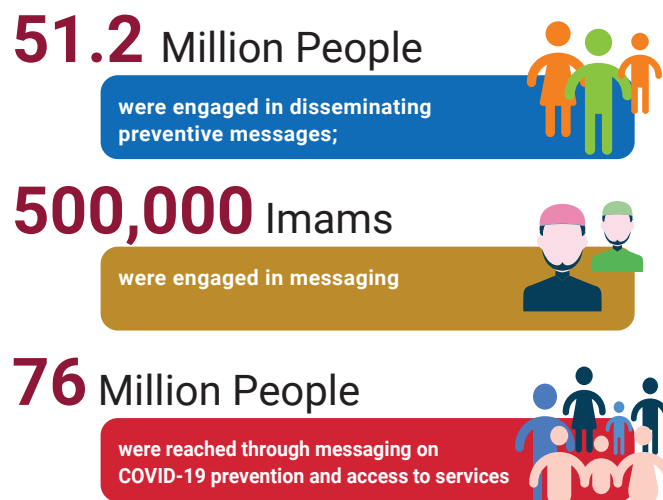 51.2 Million People
were engaged in disseminating
preventive messages;
500,000 Imams
were engaged in messaging
76 Million People
were reached through messaging on
COVID-19 prevention and access to services